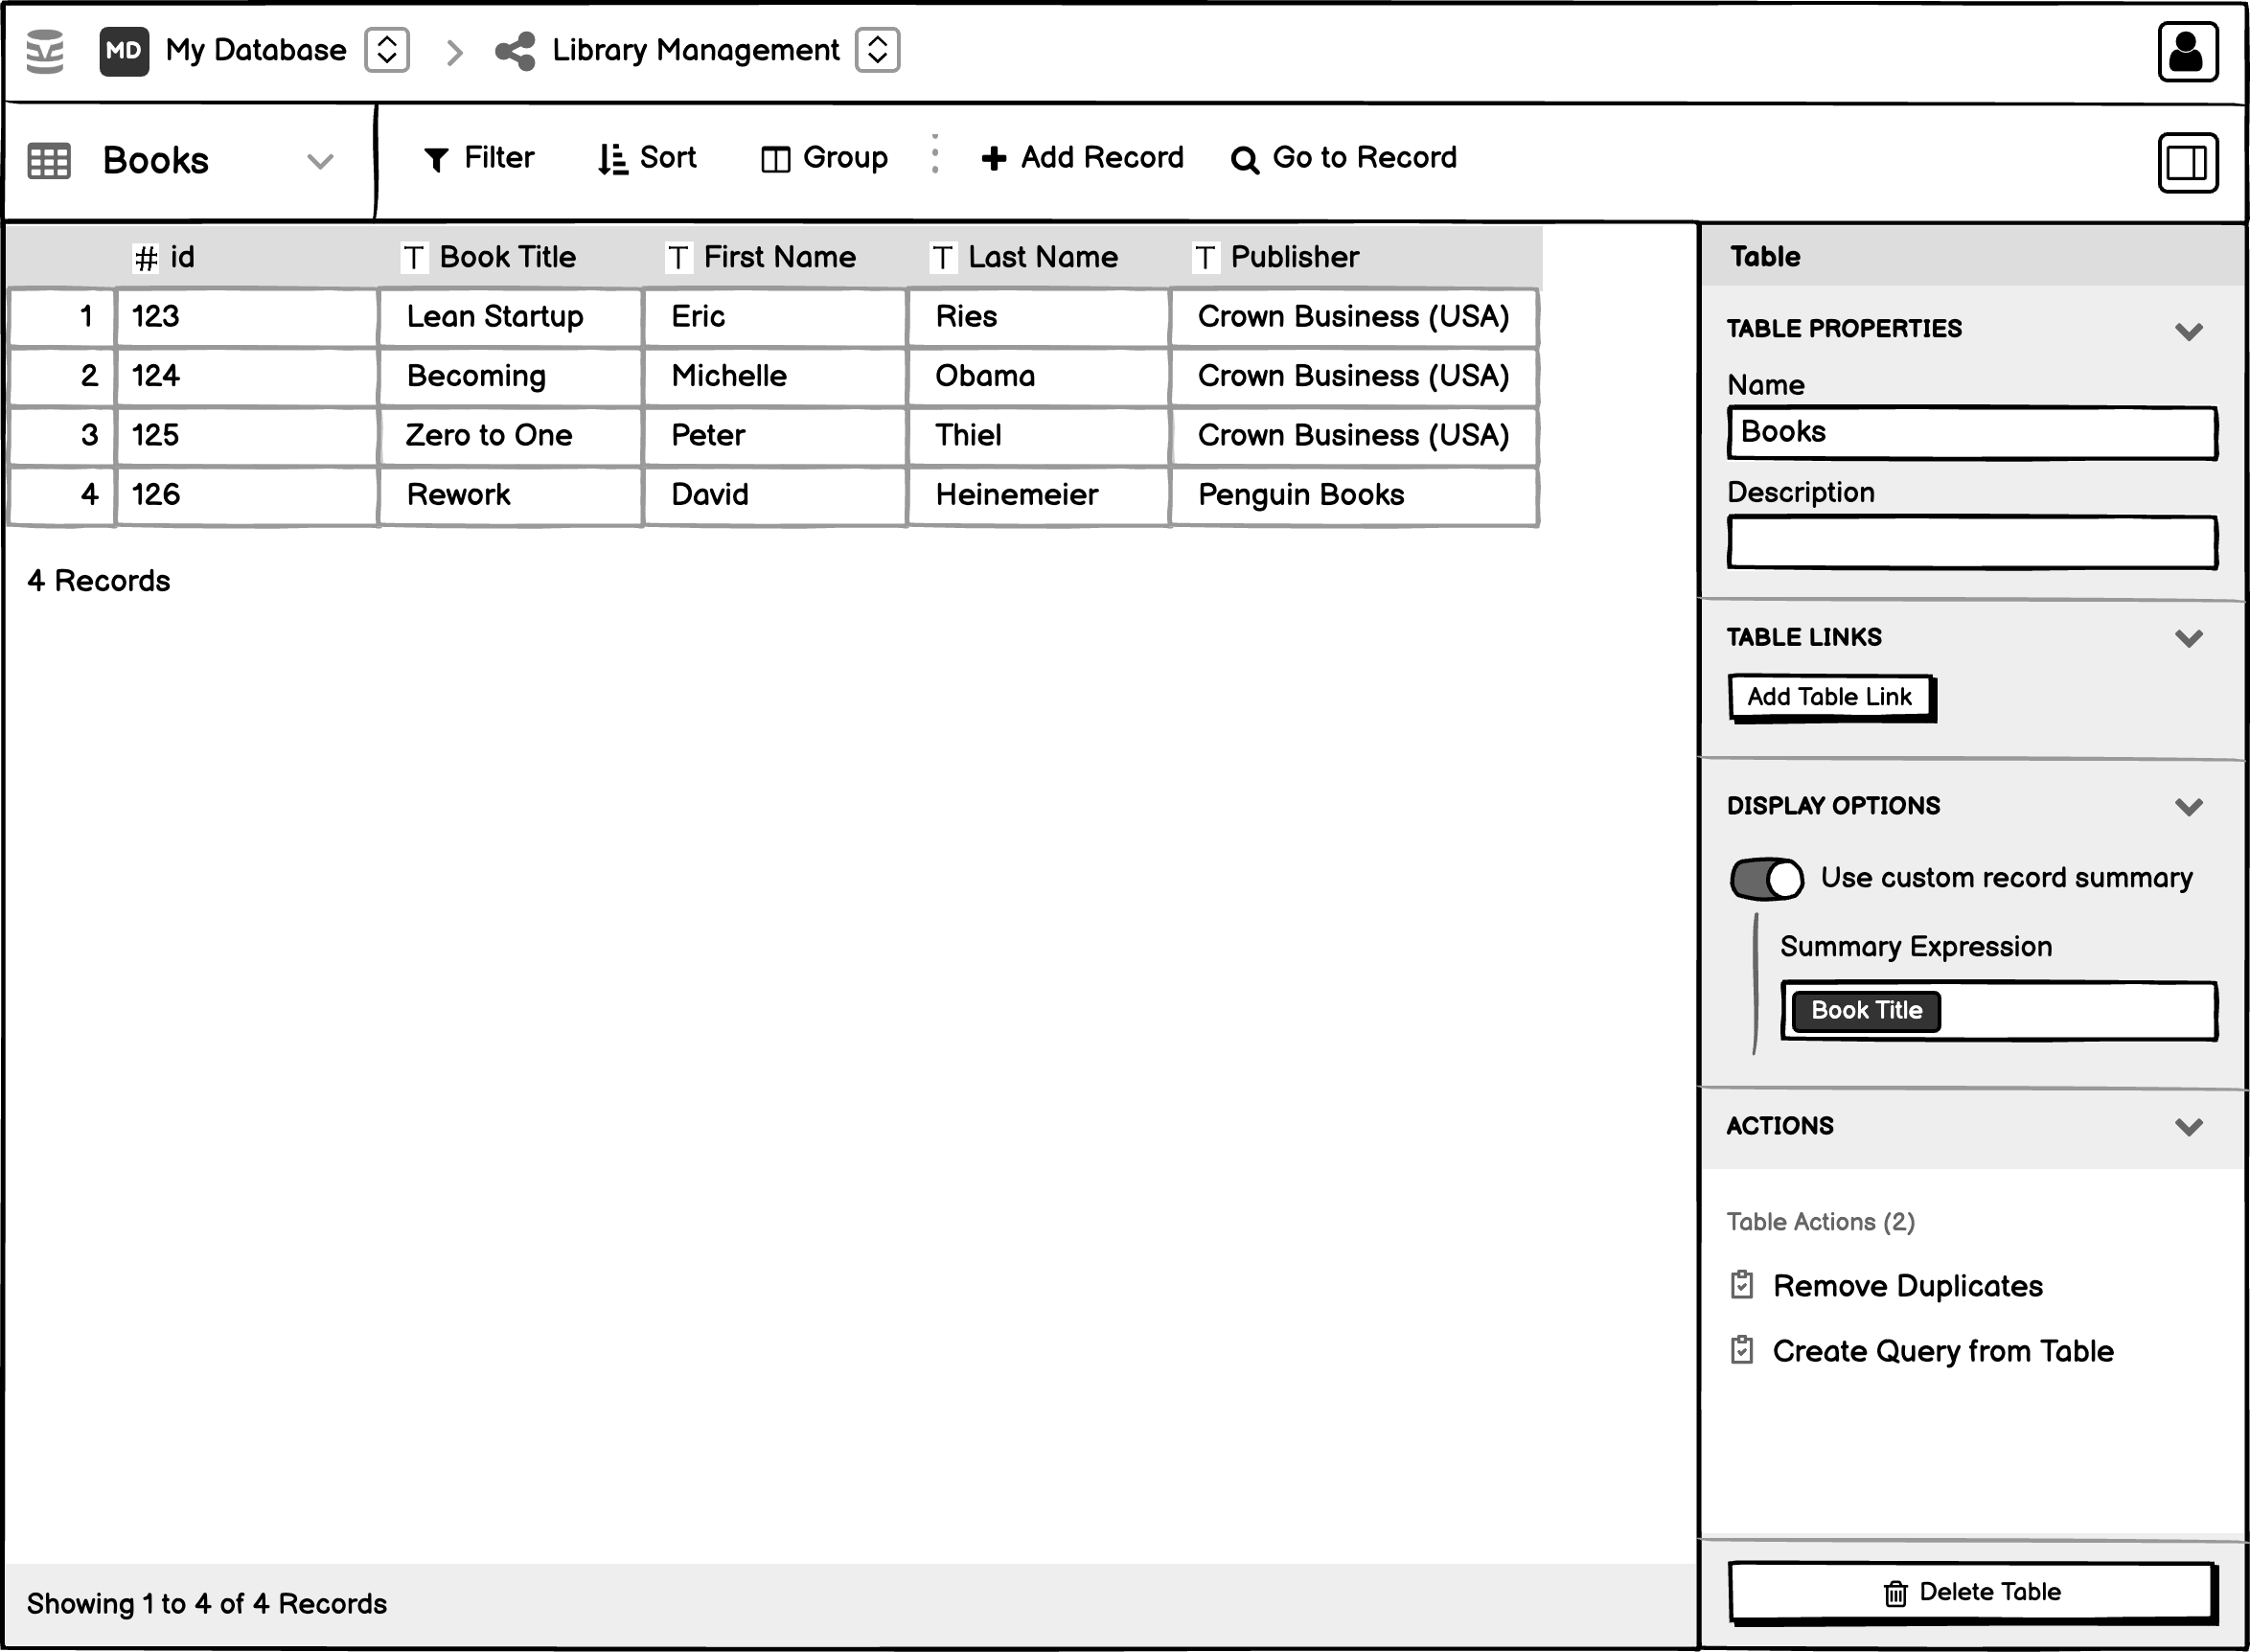 MD My Database Library Management
Books Filter Sort Group Add Record Go to Record
# id T Book Title T First Name T Last Name T Publisher
1 123 Lean Startup Eric Ries Crown Business (USA)
2 124 Becoming Michelle Obama Crown Business (USA)
3 125 Zero to One Peter Thiel Crown Business (USA)
4 126 Rework David Heinemeier Penguin Books
4 Records
Showing 1 to 4 of 4 Records
Table
TABLE PROPERTIES
Name
Books
Description
TABLE LINKS
Add Table Link
DISPLAY OPTIONS
Use custom record summary
Summary Expression
Book Title
ACTIONS
Table Actions (2)
Remove Duplicates
Create Query from Table
Delete Table